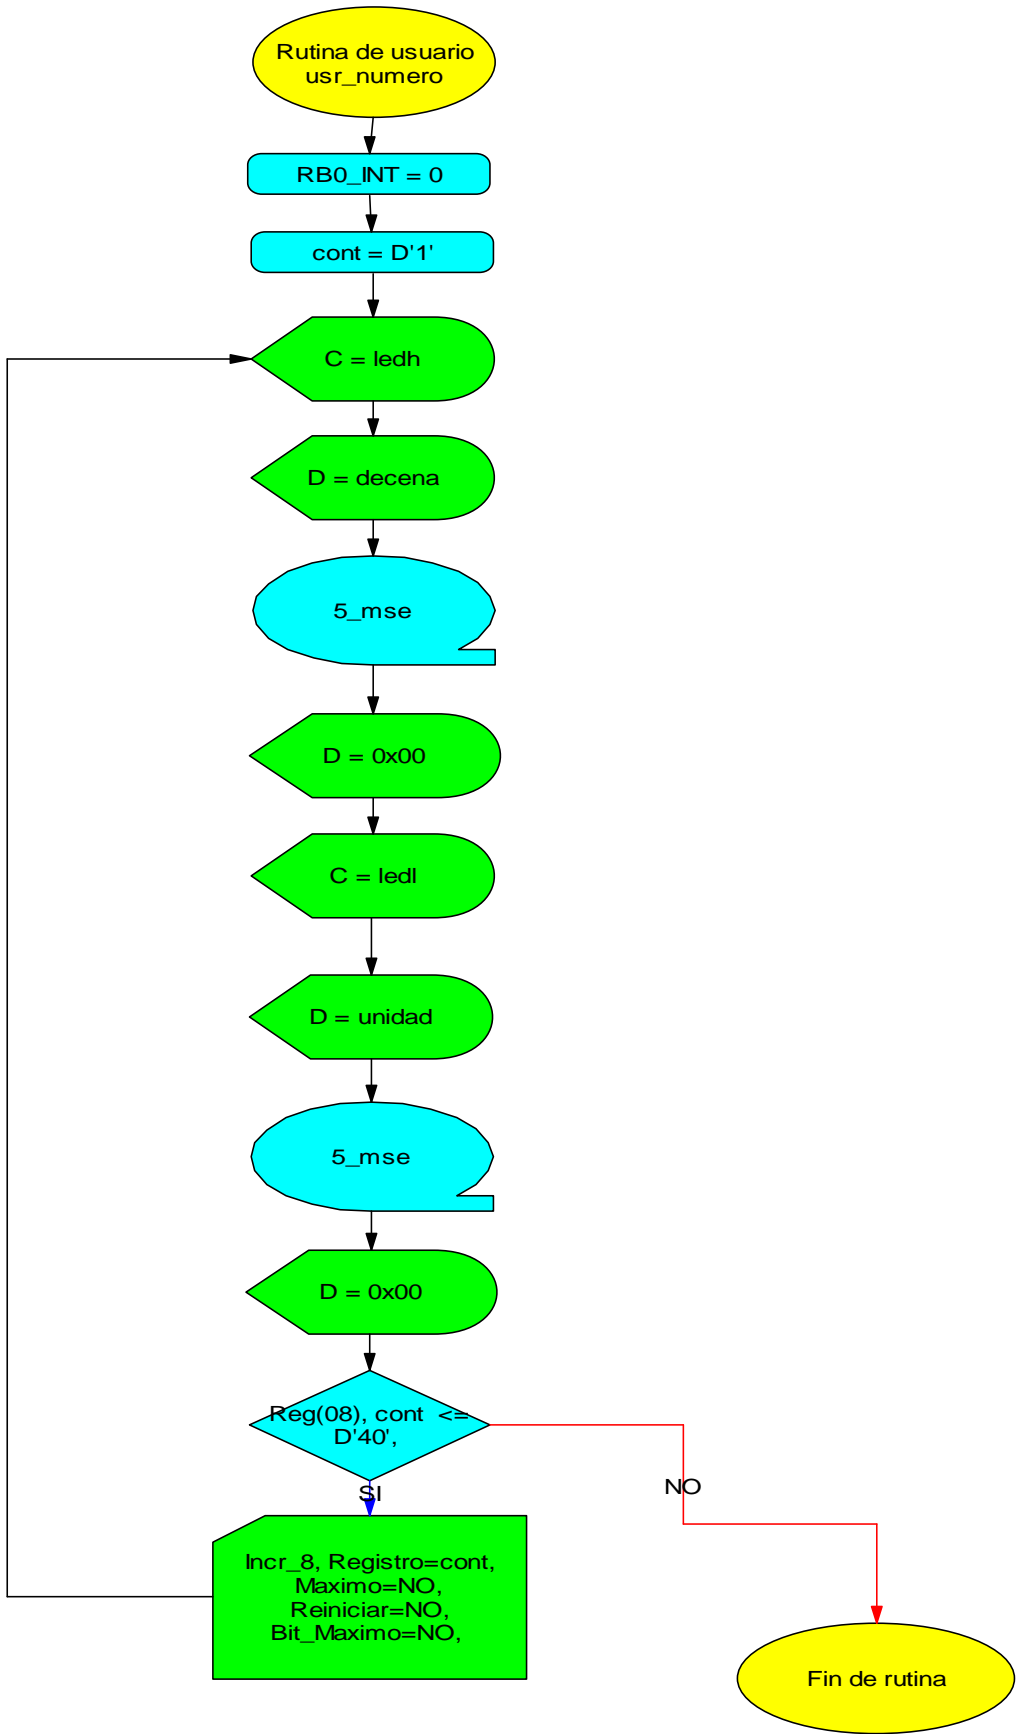 Rutina de usuario
usr_numero
RB0_INT = 0
cont = D'1'
C = ledh
D = decena
5_mse
D = 0x00
C = ledl
D = unidad
5_mse
D = 0x00
Reg(08), cont <=
D'40',
SI
NO
Incr_8, Registro=cont,
Maximo=NO,
Reiniciar=NO,
Bit_Maximo=NO,
Fin de rutina